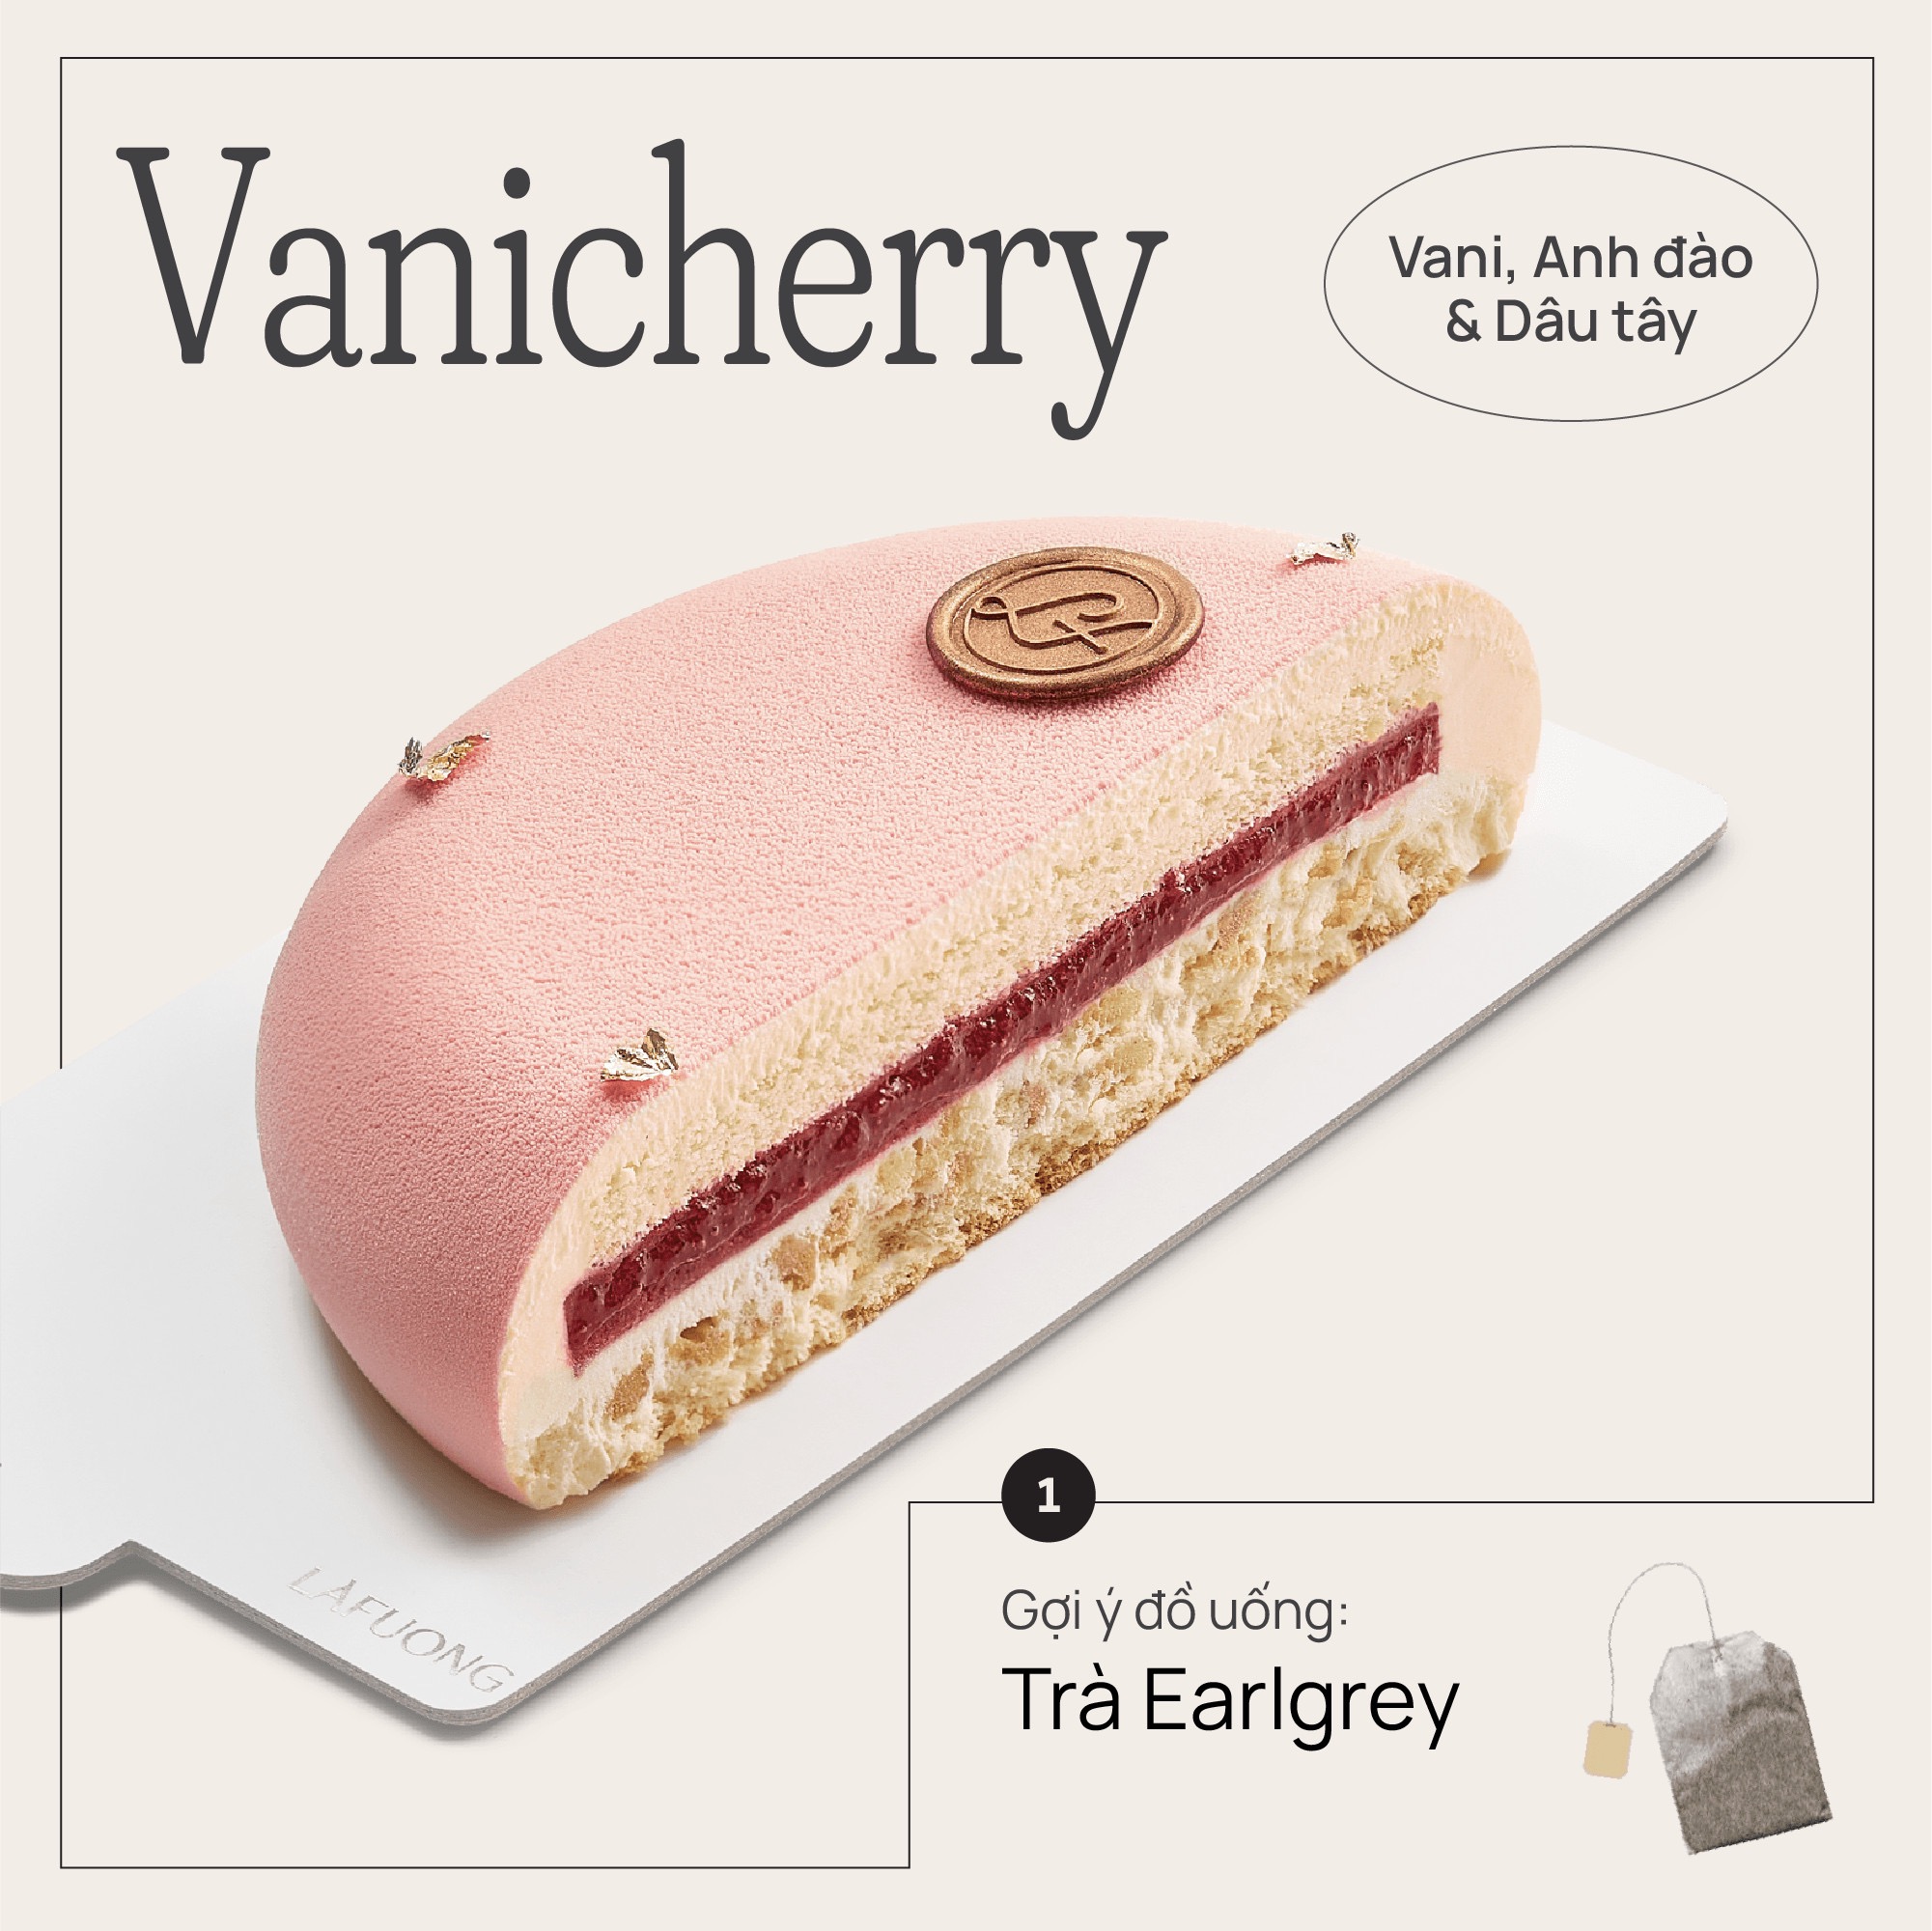 Vanicherry
Vani, Anh đào
& Dâu tây
LAFUONG
1
Gợi ý đồ uống:
Trà Earlgrey